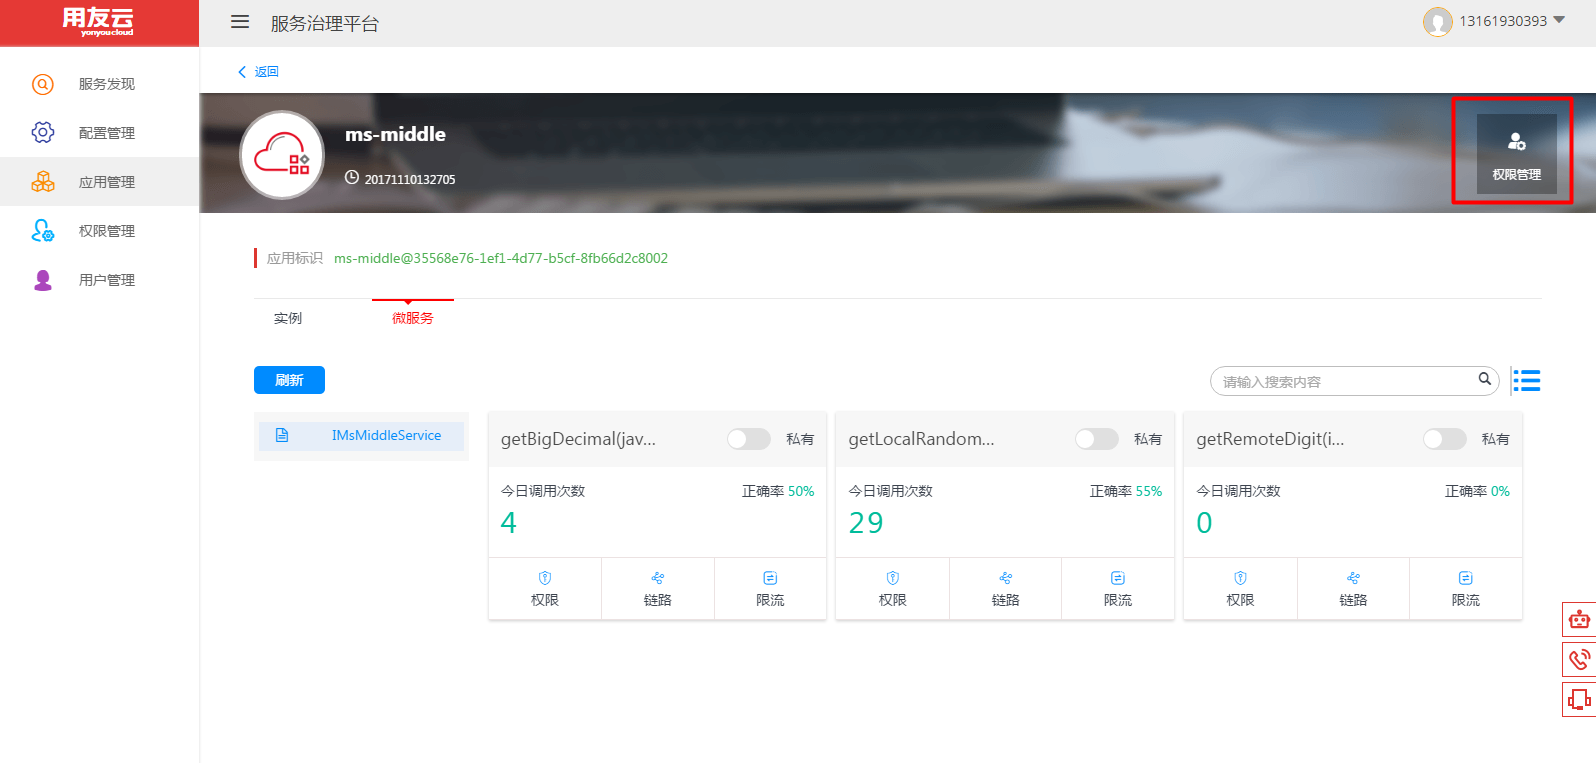 用友云
yonyoucloud
服务治理平台
13161930393
服务发现
配置管理
应用管理
权限管理
用户管理
返回
ms-middle
20171110132705
权限管理
应用标识 ms-middle@35568e76-1ef1-4d77-b5cf-8fb66d2c8002
实例 微服务
刷新
请输入搜索内容
IMsMiddleService
getBigDecimal(jav... 私有
今日调用次数 正确率 50%
4
权限 链路 限流
getLocalRandom... 私有
今日调用次数 正确率 55%
29
权限 链路 限流
getRemoteDigit(i... 私有
今日调用次数 正确率 0%
0
权限 链路 限流